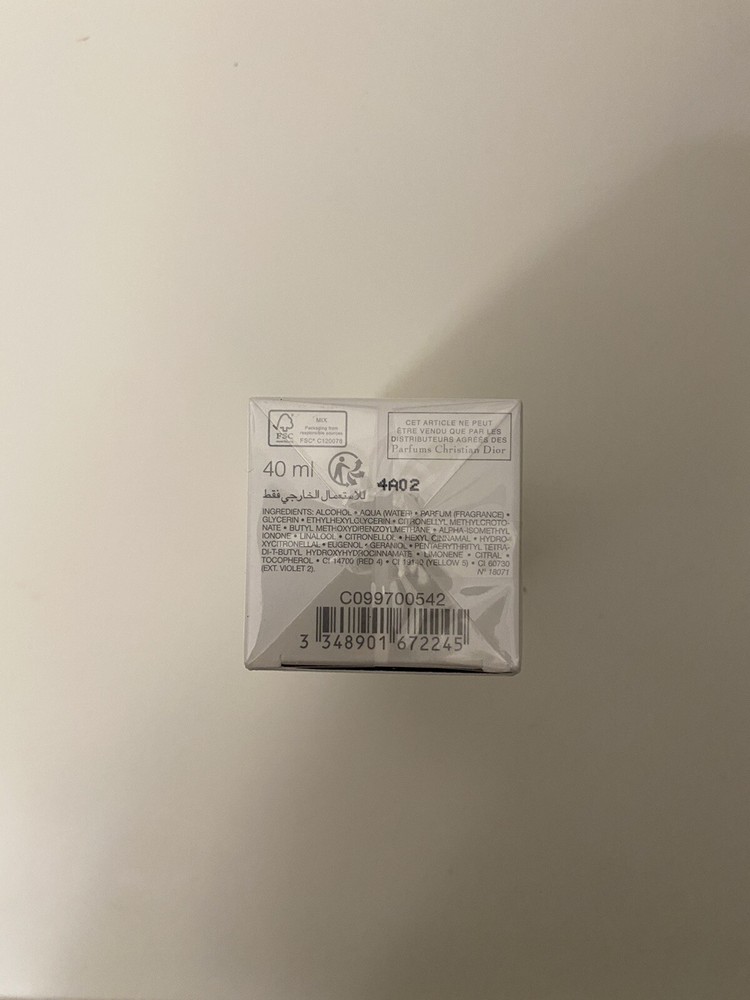 FSC
MIX
Packaging from
responsible sources
FSC® C120078
CET ARTICLE NE PEUT
ÊTRE VENDU QUE PAR LES
DISTRIBUTEURS AGRÉÉS DES
Parfums Christian Dior
40 ml
4A02
للاستعمال الخارجي فقط
INGREDIENTS: ALCOHOL • AQUA (WATER) • PARFUM (FRAGRANCE) •
GLYCERIN • ETHYLHEXYLGLYCERIN • CITRONELLYL METHYLCROTO-
NATE • BUTYL METHOXYDIBENZOYLMETHANE • ALPHA-ISOMETHYL
IONONE • LINALOOL • CITRONELLOL • HEXYL CINNAMAL • HYDRO-
XYCITRONELLAL • EUGENOL • GERANIOL • PENTAERYTHRITYL TETRA-
DI-T-BUTYL HYDROXYHYDROCINNAMATE • LIMONENE • CITRAL •
TOCOPHEROL • CI 14700 (RED 4) • CI 19140 (YELLOW 5) • CI 60730
(EXT. VIOLET 2). N° 18071
C099700542
3 348901 672245